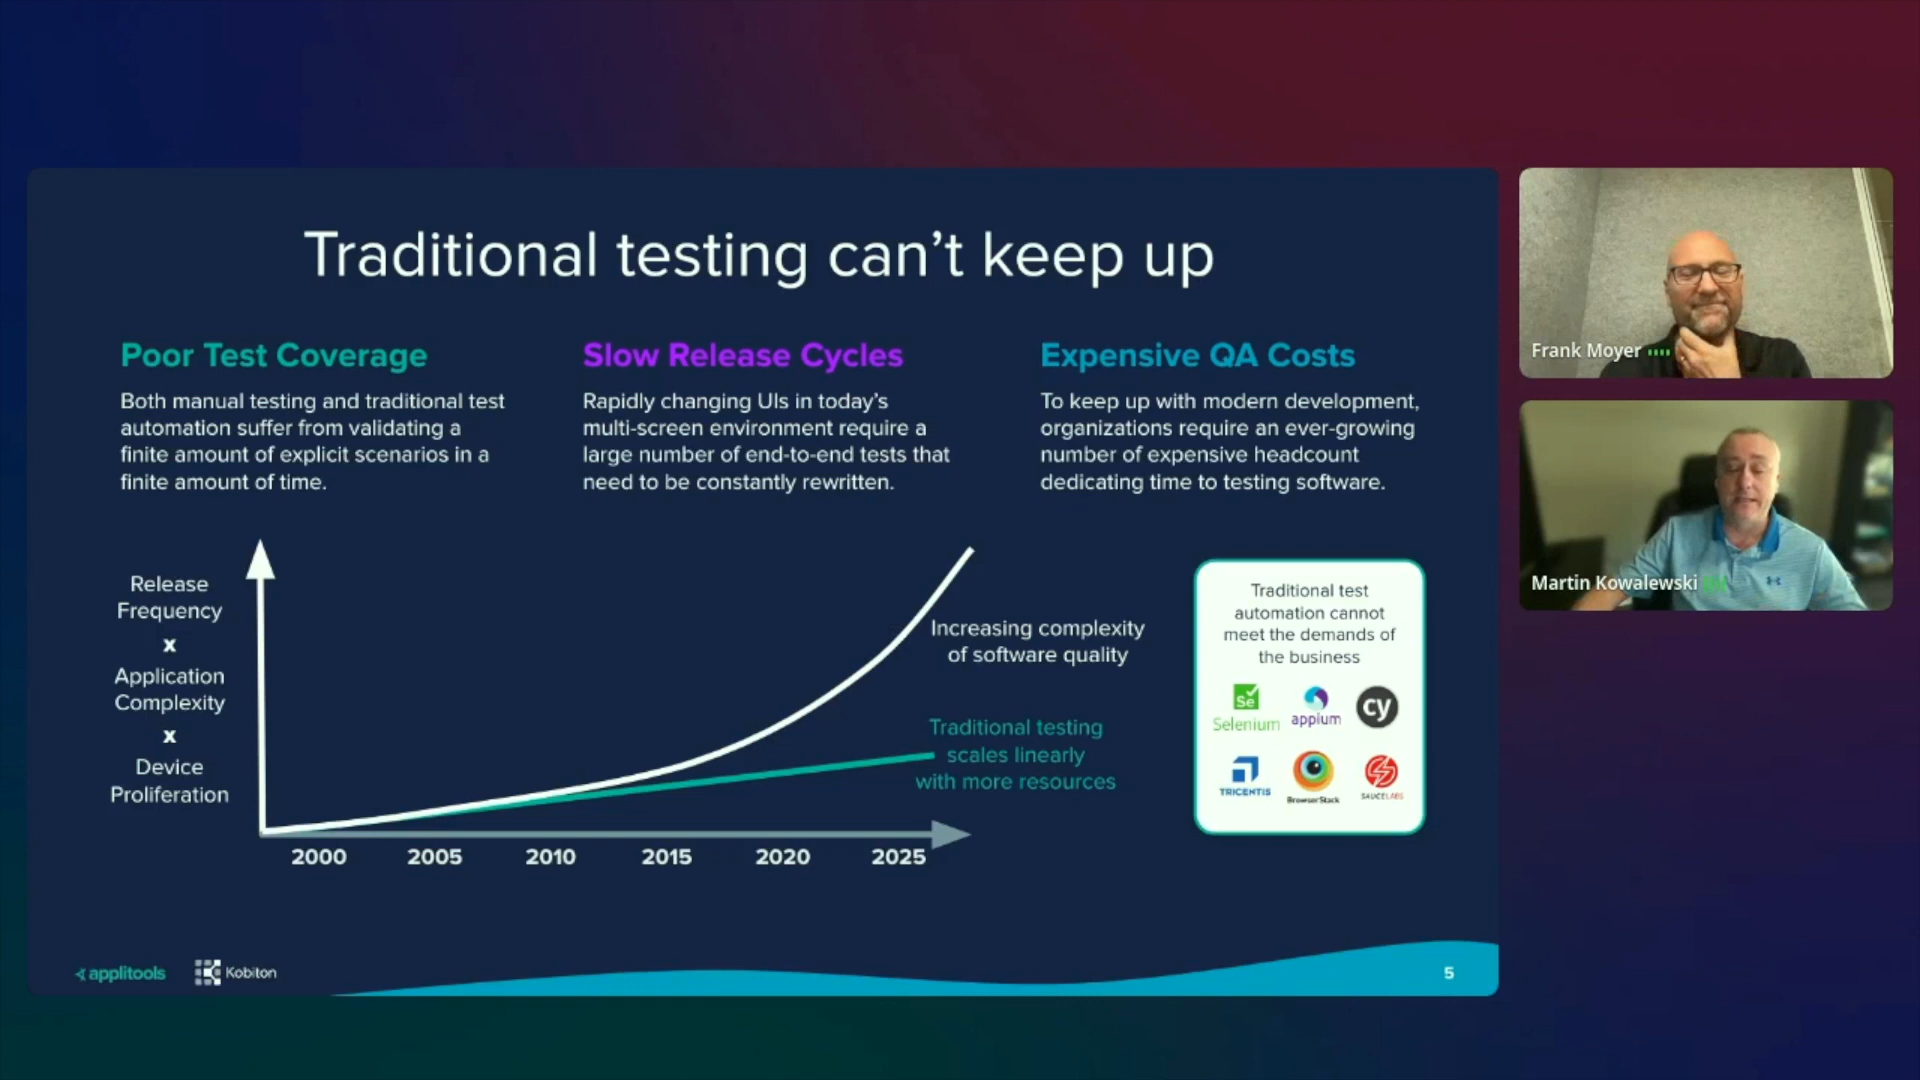 Traditional testing can't keep up
Poor Test Coverage
Both manual testing and traditional test
automation suffer from validating a
finite amount of explicit scenarios in a
finite amount of time.
Slow Release Cycles
Rapidly changing UIs in today's
multi-screen environment require a
large number of end-to-end tests that
need to be constantly rewritten.
Expensive QA Costs
To keep up with modern development,
organizations require an ever-growing
number of expensive headcount
dedicating time to testing software.
Release
Frequency
x
Application
Complexity
x
Device
Proliferation
Increasing complexity
of software quality
Traditional testing
scales linearly
with more resources
2000 2005 2010 2015 2020 2025
Traditional test
automation cannot
meet the demands of
the business
Se
Selenium
appium
cy
TRICENTIS
BrowserStack
SAUCELABS
applitools
Kobiton
5
Frank Moyer
Martin Kowalewski